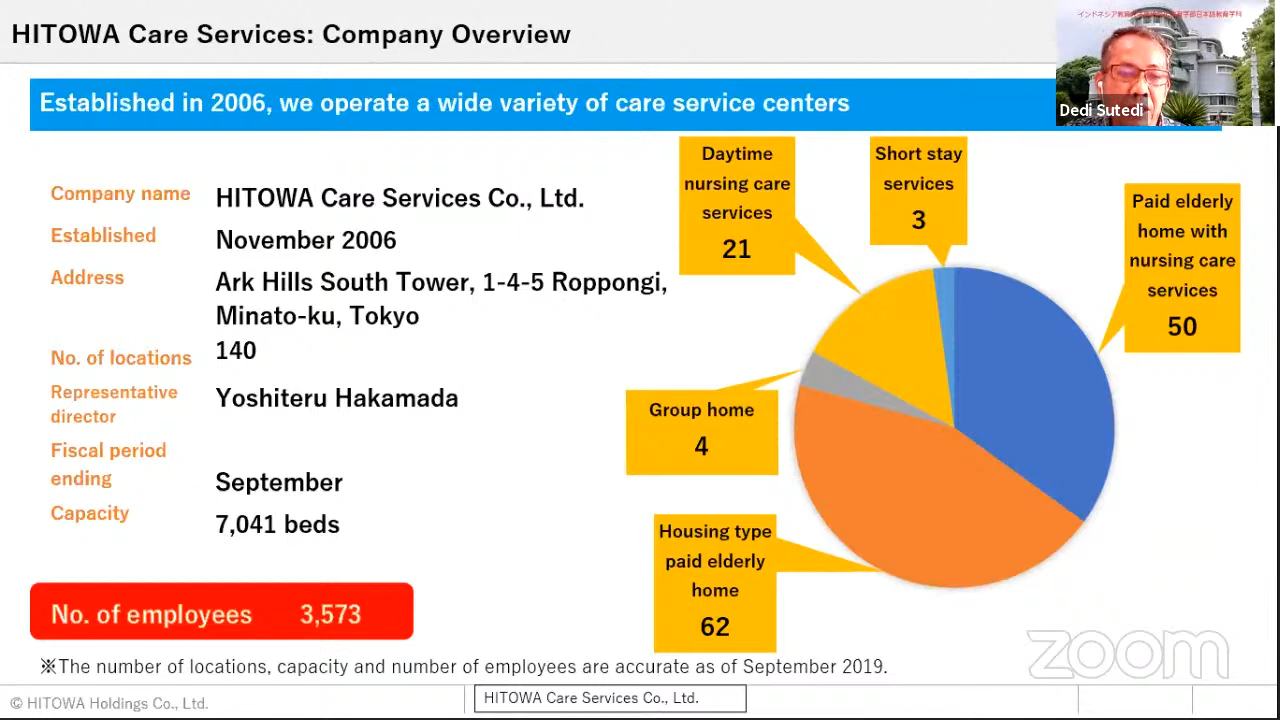 HITOWA Care Services: Company Overview
Dedi Sutedi
Established in 2006, we operate a wide variety of care service centers
Company name
HITOWA Care Services Co., Ltd.
Established
November 2006
Address
Ark Hills South Tower, 1-4-5 Roppongi,
Minato-ku, Tokyo
No. of locations
140
Representative
director
Yoshiteru Hakamada
Fiscal period
ending
September
Capacity
7,041 beds
No. of employees 3,573
Daytime
nursing care
services
21
Short stay
services
3
Paid elderly
home with
nursing care
services
50
Group home
4
Housing type
paid elderly
home
62
zoom
※The number of locations, capacity and number of employees are accurate as of September 2019.
© HITOWA Holdings Co., Ltd.
HITOWA Care Services Co., Ltd.